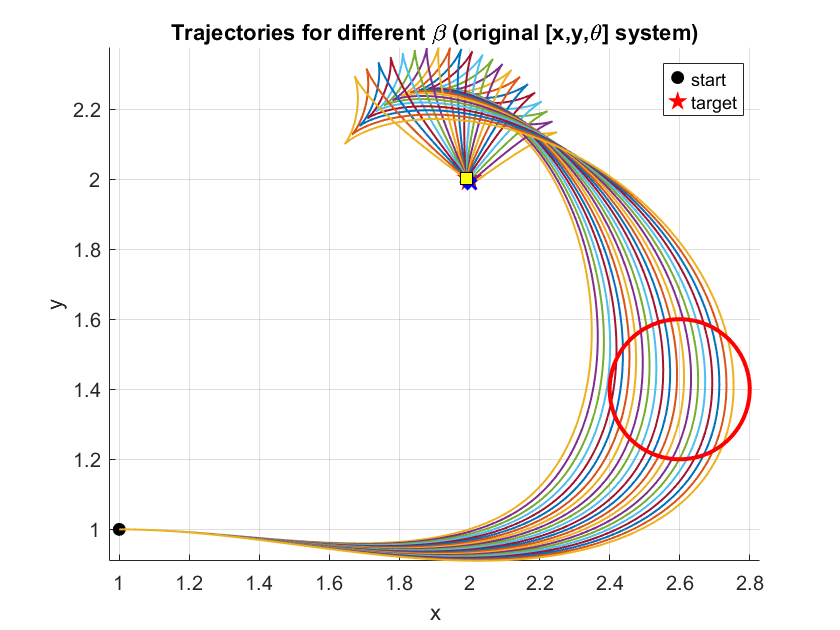 Trajectories for different β (original [x,y,θ] system)
start
target
y
2.2
2
1.8
1.6
1.4
1.2
1
1 1.2 1.4 1.6 1.8 2 2.2 2.4 2.6 2.8
x